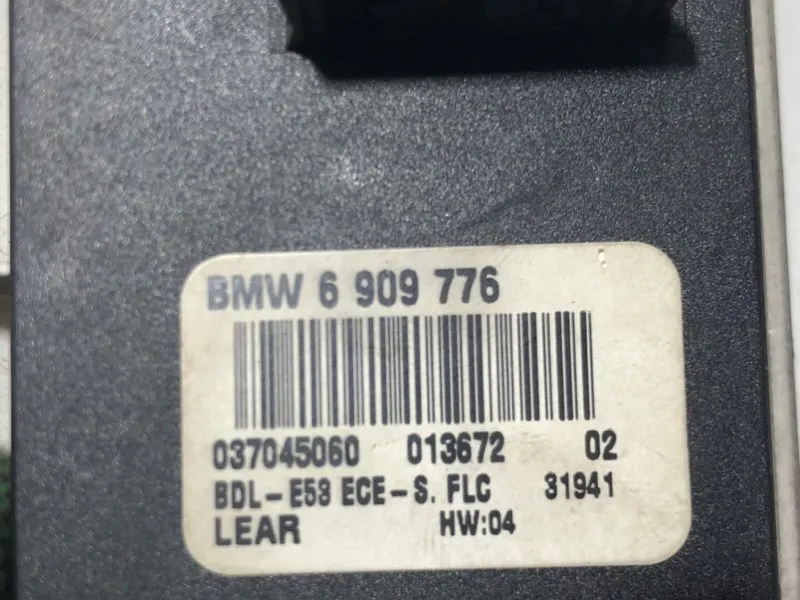 BMW 6 909 776
037045060 013672 02
BDL-E53 ECE-S. FLC 31941
LEAR HW:04